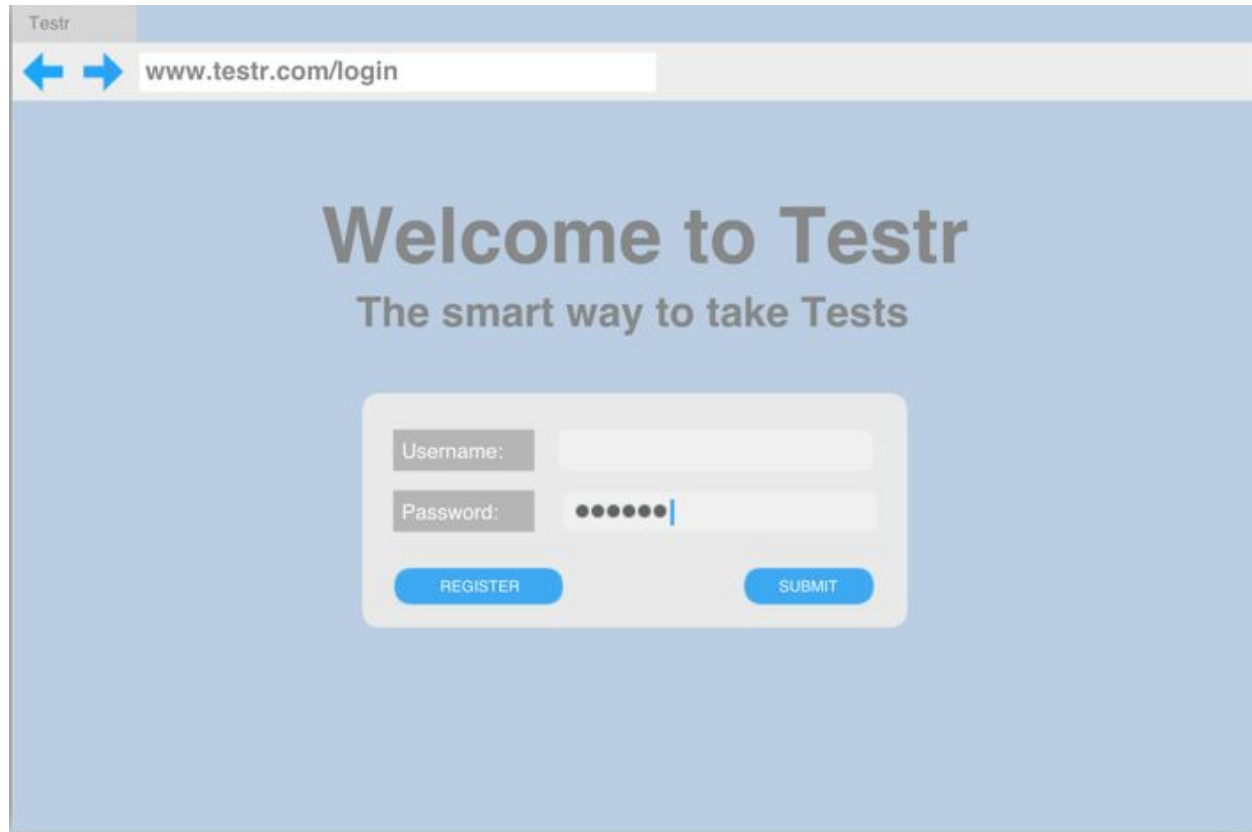 Testr
www.testr.com/login
Welcome to Testr
The smart way to take Tests
Username:
Password: ●●●●●●
REGISTER SUBMIT